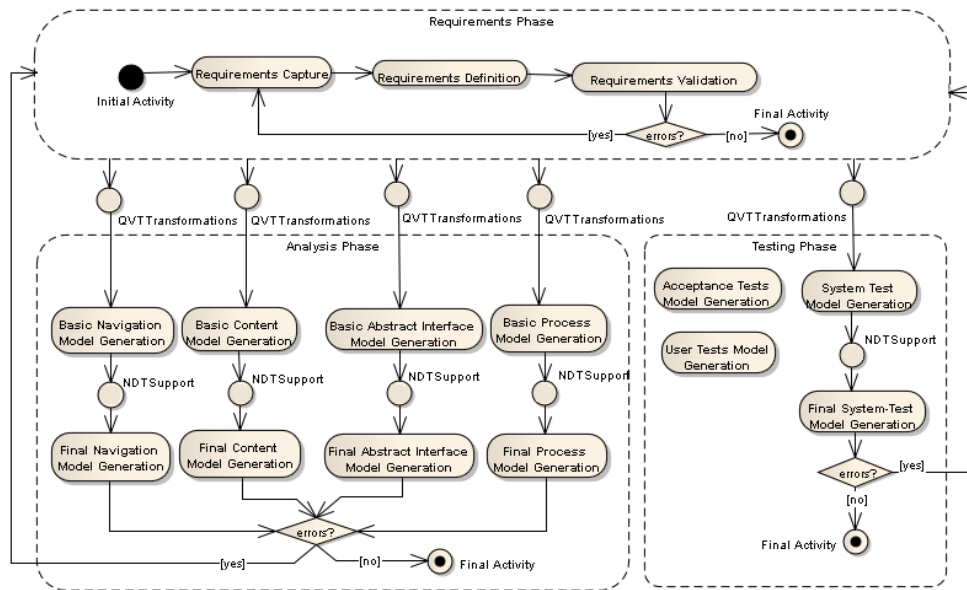 Requirements Phase
Requirements Capture
Requirements Definition
Requirements Validation
Initial Activity
Final Activity
errors?
[yes]
[no]
QVTTransformations
QVTTransformations
QVTTransformations
QVTTransformations
QVTTransformations
Analysis Phase
Basic Navigation
Model Generation
Basic Content
Model Generation
Basic Abstract Interface
Model Generation
Basic Process
Model Generation
NDTSupport
NDTSupport
NDTSupport
NDTSupport
Final Navigation
Model Generation
Final Content
Model Generation
Final Abstract Interface
Model Generation
Final Process
Model Generation
errors?
[yes]
[no]
Final Activity
Testing Phase
Acceptance Tests
Model Generation
System Test
Model Generation
User Tests Model
Generation
NDTSupport
Final System-Test
Model Generation
errors?
[yes]
[no]
Final Activity